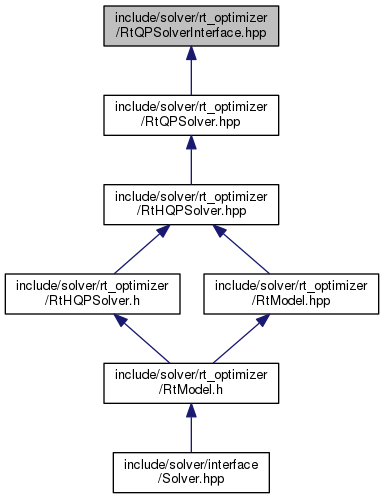 include/solver/rt_optimizer
/RtQPSolverInterface.hpp
include/solver/rt_optimizer
/RtQPSolver.hpp
include/solver/rt_optimizer
/RtHQPSolver.hpp
include/solver/rt_optimizer
/RtHQPSolver.h
include/solver/rt_optimizer
/RtModel.hpp
include/solver/rt_optimizer
/RtModel.h
include/solver/interface
/Solver.hpp